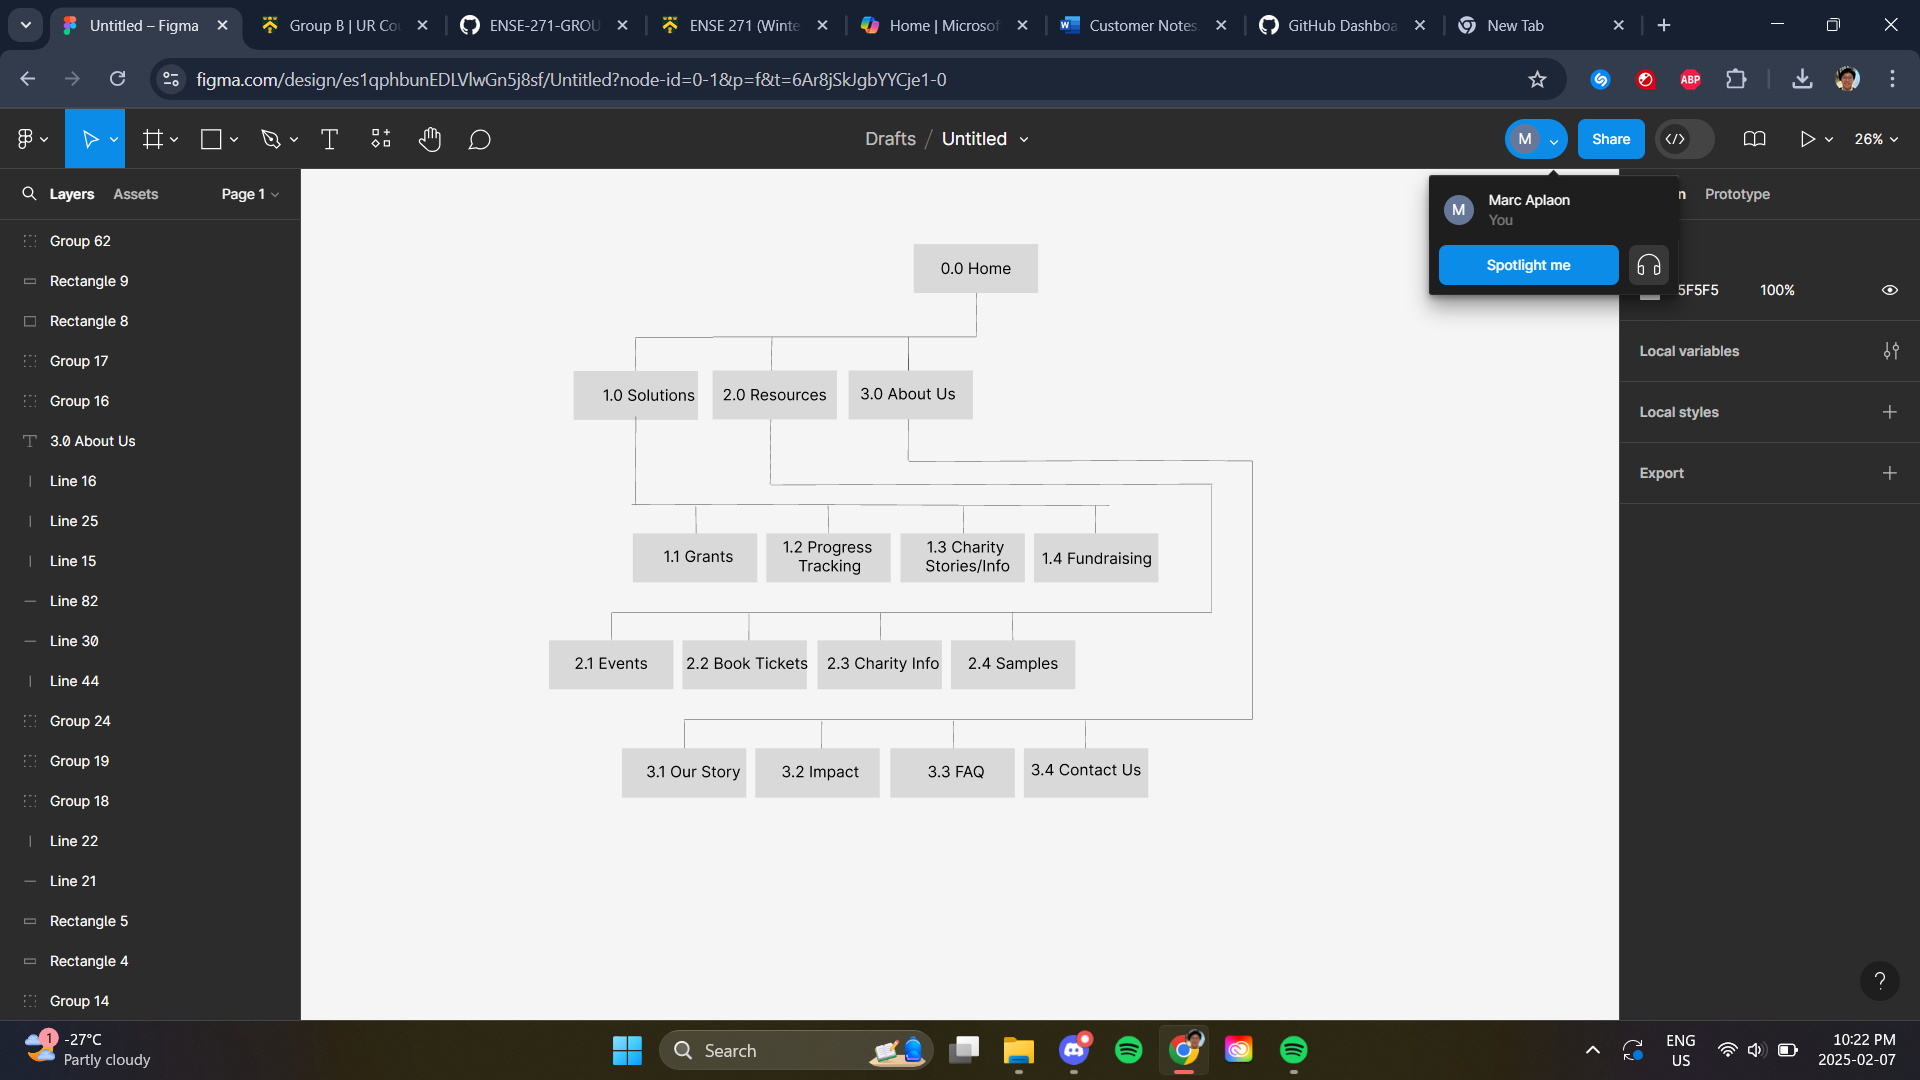 Untitled – Figma
Group B | UR Co
ENSE-271-GROU
ENSE 271 (Winte
Home | Microsof
Customer Notes.
GitHub Dashboa
New Tab
figma.com/design/es1qphbunEDLVlwGn5j8sf/Untitled?node-id=0-1&p=f&t=6Ar8jSkJgbYYCje1-0
ABP
Drafts / Untitled
M
Share
26%
Layers
Assets
Page 1
n
Prototype
M
Marc Aplaon
You
Spotlight me
5F5F5
100%
Local variables
Local styles
Export
Group 62
Rectangle 9
Rectangle 8
Group 17
Group 16
3.0 About Us
Line 16
Line 25
Line 15
Line 82
Line 30
Line 44
Group 24
Group 19
Group 18
Line 22
Line 21
Rectangle 5
Rectangle 4
Group 14
0.0 Home
1.0 Solutions
2.0 Resources
3.0 About Us
1.1 Grants
1.2 Progress
Tracking
1.3 Charity
Stories/Info
1.4 Fundraising
2.1 Events
2.2 Book Tickets
2.3 Charity Info
2.4 Samples
3.1 Our Story
3.2 Impact
3.3 FAQ
3.4 Contact Us
?
1
-27°C
Partly cloudy
Search
ENG
US
10:22 PM
2025-02-07